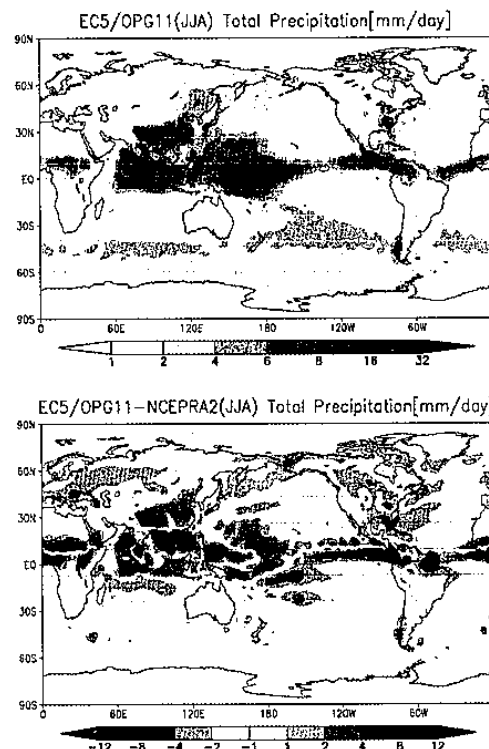 EC5/OPG11(JJA) Total Precipitation[mm/day]
90N
60N
30N
EQ
30S
60S
90S
0 60E 120E 180 120W 60W
1 2 4 6 8 16 32
EC5/OPG11-NCEPRA2(JJA) Total Precipitation[mm/day]
90N
60N
30N
EQ
30S
60S
90S
0 60E 120E 180 120W 60W
-12 -8 -4 -2 -1 1 2 4 8 12